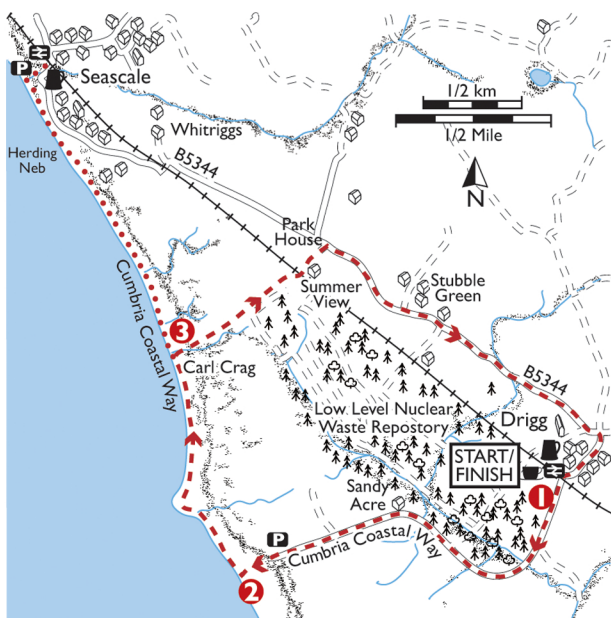 P
Seascale
1/2 km
1/2 Mile
Whitriggs
Herding
Neb
B5344
N
Park
House
Summer
View
Stubble
Green
Cumbria Coastal Way
3
Carl Crag
B5344
Low Level Nuclear
Waste Repostory
Drigg
START/
FINISH
1
Sandy
Acre
P
Cumbria Coastal Way
2